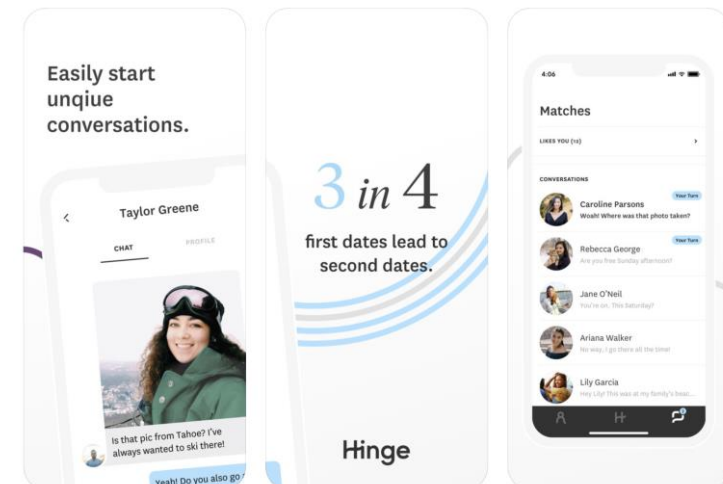 Easily start
unqiue
conversations.
Taylor Greene
CHAT
PROFILE
Is that pic from Tahoe? I've
always wanted to ski there!
Yeah! Do you also go
3 in 4
first dates lead to
second dates.
Hinge
4:06
Matches
LIKES YOU
CONVERSATIONS
Your Turn
Caroline Parsons
Woah! Where was that photo taken?
Your Turn
Rebecca George
Are you free Sunday afternoon?
Jane O'Neil
You're on. This Saturday?
Ariana Walker
No way, I go there all the time!
Lily Garcia
Hey Lily! This was at my family's beac...